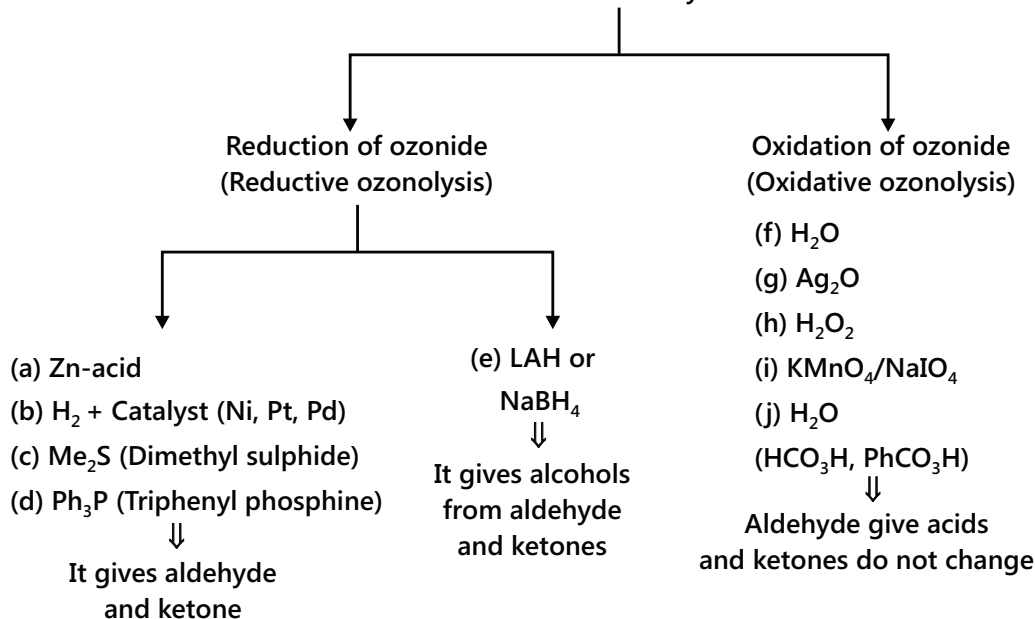 Reduction of ozonide
(Reductive ozonolysis)
Oxidation of ozonide
(Oxidative ozonolysis)
(a) Zn-acid
(b) H₂ + Catalyst (Ni, Pt, Pd)
(c) Me₂S (Dimethyl sulphide)
(d) Ph₃P (Triphenyl phosphine)
⇓
It gives aldehyde
and ketone
(e) LAH or
NaBH₄
⇓
It gives alcohols
from aldehyde
and ketones
(f) H₂O
(g) Ag₂O
(h) H₂O₂
(i) KMnO₄/NaIO₄
(j) H₂O
(HCO₃H, PhCO₃H)
⇓
Aldehyde give acids
and ketones do not change